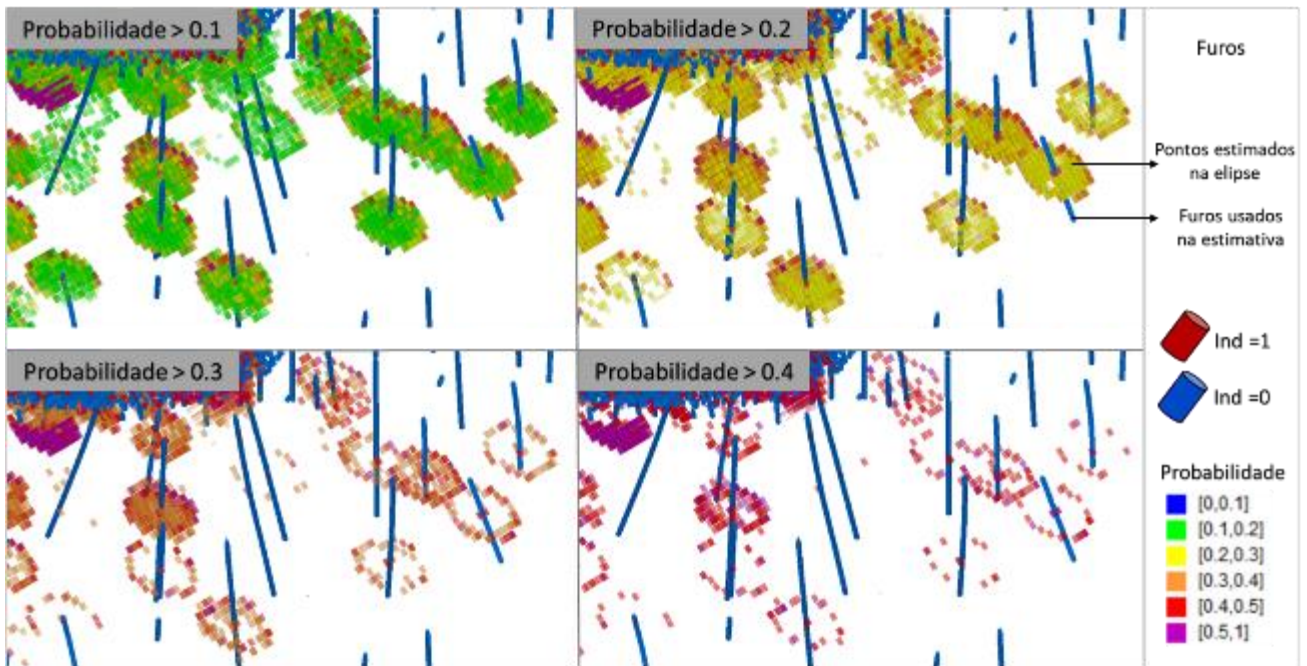 Probabilidade > 0.1
Probabilidade > 0.2
Probabilidade > 0.3
Probabilidade > 0.4
Furos
Pontos estimados
na elipse
Furos usados
na estimativa
Ind =1
Ind =0
Probabilidade
[0,0.1]
[0.1,0.2]
[0.2,0.3]
[0.3,0.4]
[0.4,0.5]
[0.5,1]